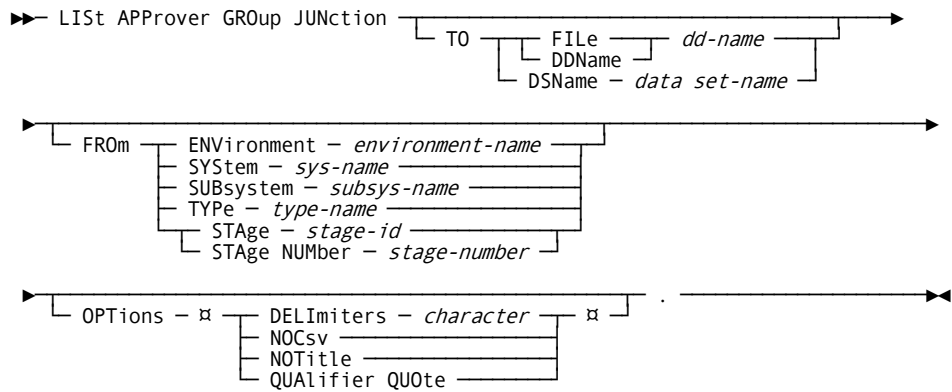 LISt APProver GROup JUNction
TO FILe dd-name
DDName
DSName data set-name
FROm ENVironment environment-name
SYStem sys-name
SUBsystem subsys-name
TYPe type-name
STAge stage-id
STAge NUMber stage-number
OPTions ¤ DELImiters character ¤ .
NOCsv
NOTitle
QUAlifier QUOte